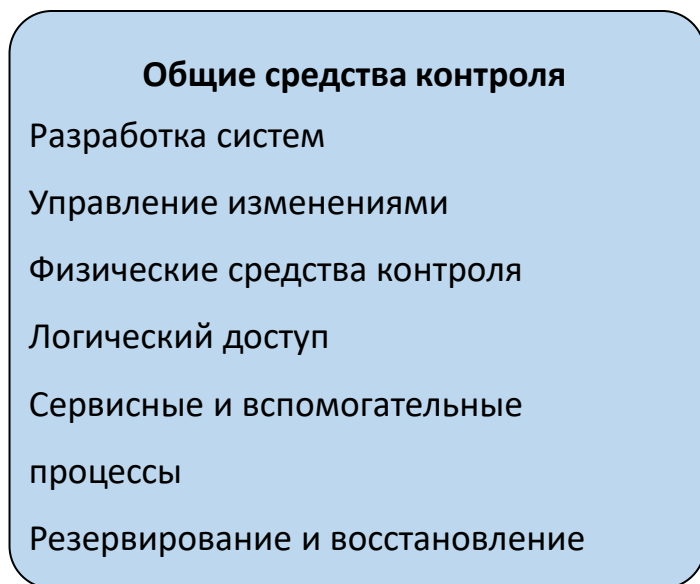 Общие средства контроля
Разработка систем
Управление изменениями
Физические средства контроля
Логический доступ
Сервисные и вспомогательные
процессы
Резервирование и восстановление